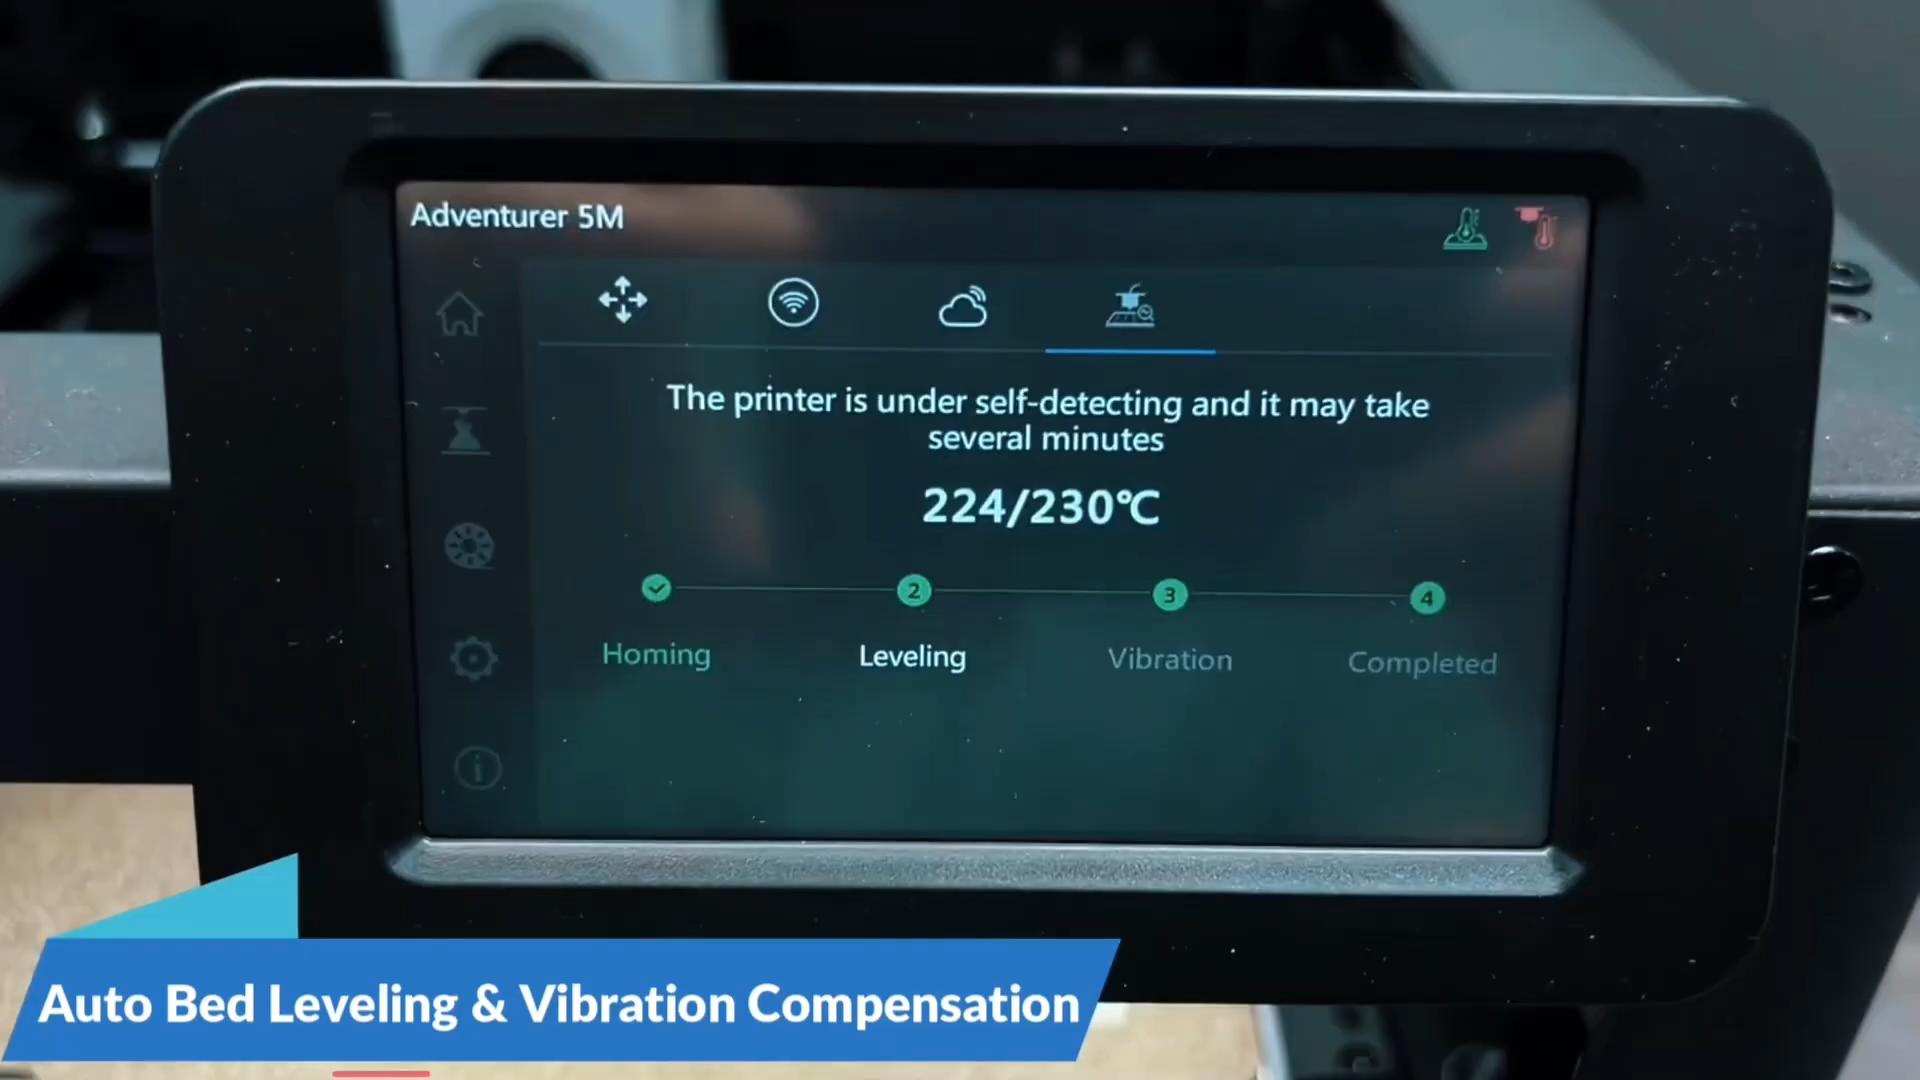 Adventurer 5M
The printer is under self-detecting and it may take
several minutes
224/230℃
2 3 4
Homing Leveling Vibration Completed
Auto Bed Leveling & Vibration Compensation